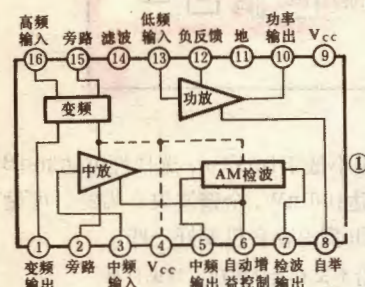 高频 低频 功率
输入 旁路 滤波 输入 负反馈 地 输出 Vcc
16 15 14 13 12 11 10 9
变频 功放
中放 AM检波 ①
1 2 3 4 5 6 7 8
变频 旁路 中频 Vcc 中频 自动增 检波 自举
输出 输入 输出 益控制 输出